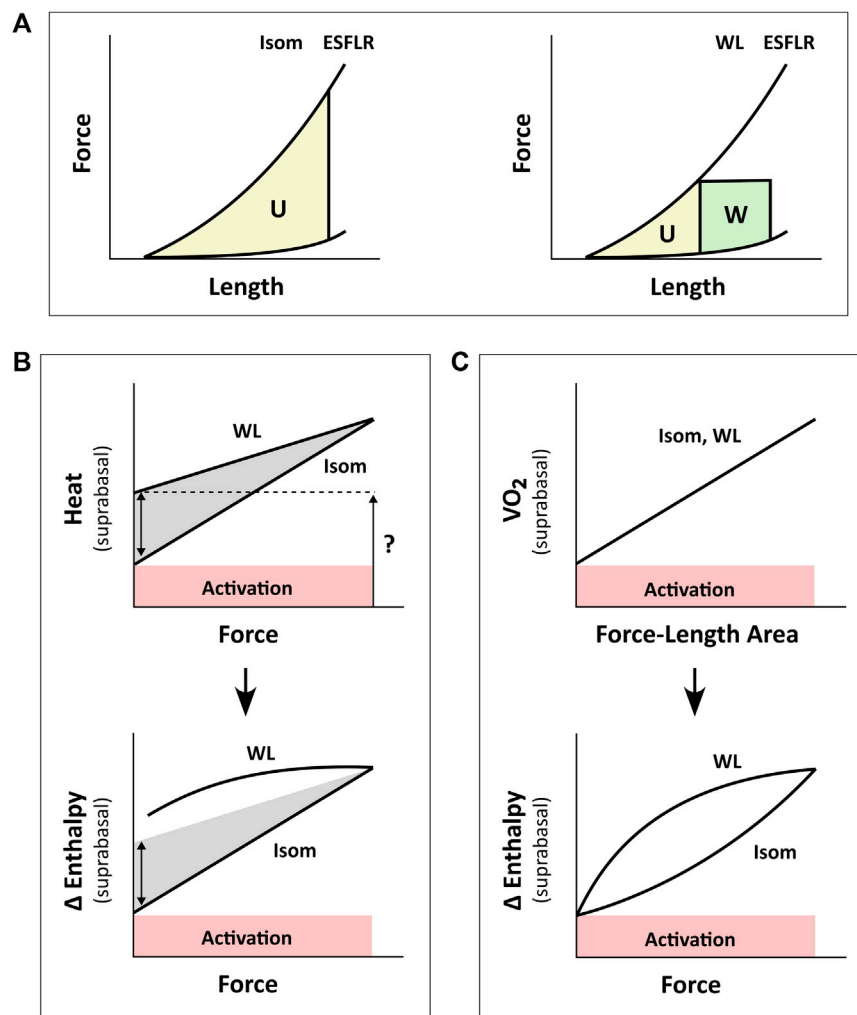 A
Isom ESFLR
Force
U
Length
WL ESFLR
Force
U
W
Length
B
Heat
(suprabasal)
WL
Isom
?
Activation
Force
Δ Enthalpy
(suprabasal)
WL
Isom
Activation
Force
C
VO₂
(suprabasal)
Isom, WL
Activation
Force-Length Area
Δ Enthalpy
(suprabasal)
WL
Isom
Activation
Force